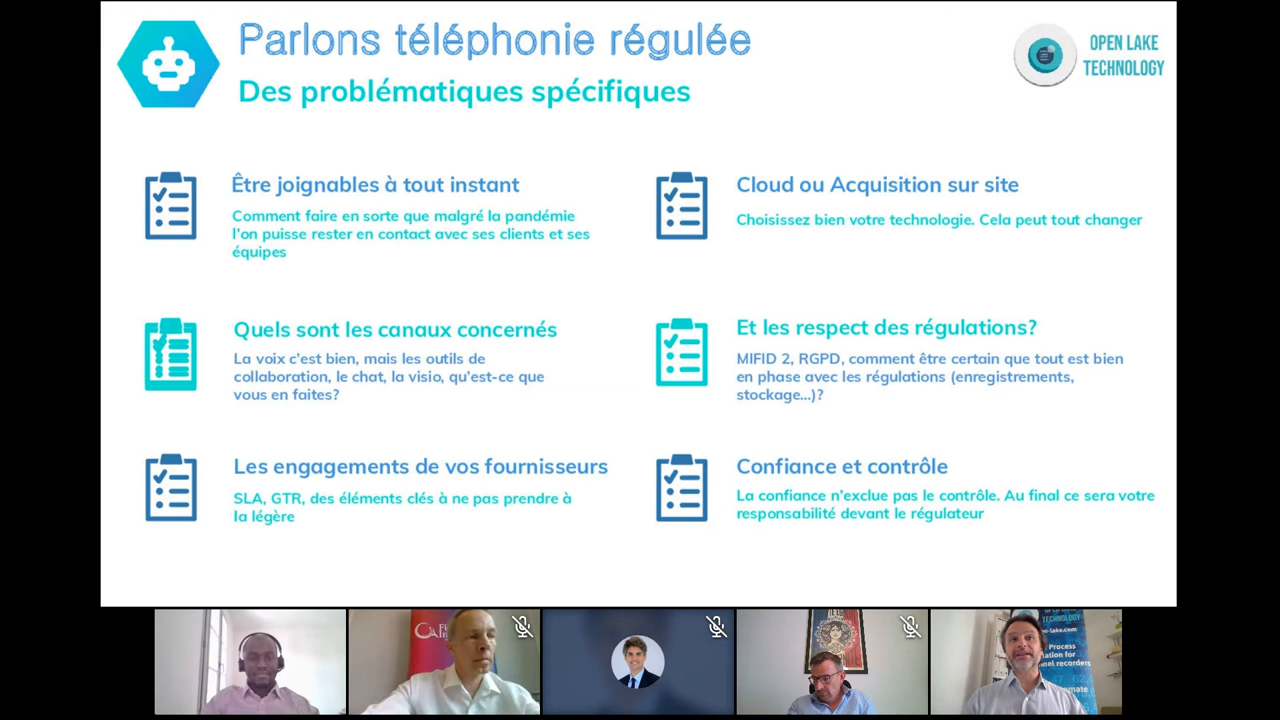 Parlons téléphonie régulée
Des problématiques spécifiques
OPEN LAKE
TECHNOLOGY
Être joignables à tout instant
Comment faire en sorte que malgré la pandémie
l'on puisse rester en contact avec ses clients et ses
équipes
Cloud ou Acquisition sur site
Choisissez bien votre technologie. Cela peut tout changer
Quels sont les canaux concernés
La voix c'est bien, mais les outils de
collaboration, le chat, la visio, qu'est-ce que
vous en faites?
Et les respect des régulations?
MIFID 2, RGPD, comment être certain que tout est bien
en phase avec les régulations (enregistrements,
stockage...)?
Les engagements de vos fournisseurs
SLA, GTR, des éléments clés à ne pas prendre à
la légère
Confiance et contrôle
La confiance n'exclue pas le contrôle. Au final ce sera votre
responsabilité devant le régulateur
TECHNOLOGY
Process